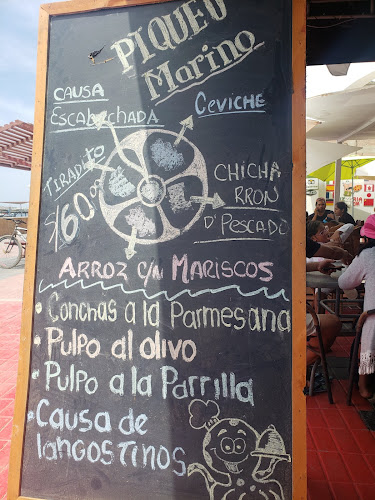 PIQUEO
Marino
CAUSA
ESCABECHADA
CEVICHE
TIRADITO
S/60.00
CHICHA
RRON
D'PESCADO
ARROZ C/N MARISCOS
• Conchas a la Parmesana
• Pulpo al olivo
• Pulpo a la Parrilla
• Causa de
langostinos